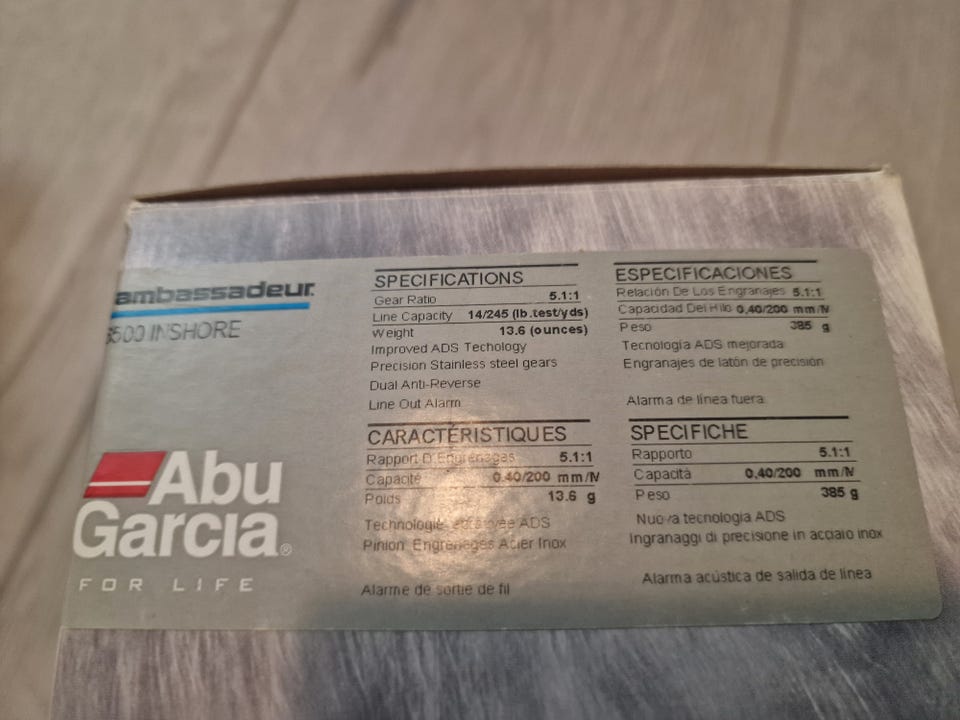 ambassadeur
6500 INSHORE
Abu
Garcia®
FOR LIFE
SPECIFICATIONS
Gear Ratio 5.1:1
Line Capacity 14/245 (lb.test/yds)
Weight 13.6 (ounces)
Improved ADS Techology
Precision Stainless steel gears
Dual Anti-Reverse
Line Out Alarm
ESPECIFICACIONES
Relación De Los Engranajes 5.1:1
Capacidad Del Hilo 0,40/200 mm/M
Peso 385 g
Tecnología ADS mejorada
Engranajes de latón de precisión
Alarma de línea fuera
CARACTÉRISTIQUES
Rapport D'Engrenages 5.1:1
Capacité 0.40/200 mm/M
Poids 13.6 g
Technologie ADS
Pinion Engrenages Acier Inox
Alarme de sortie de fil
SPECIFICHE
Rapporto 5.1:1
Capacità 0,40/200 mm/M
Peso 385 g
Nuova tecnologia ADS
Ingranaggi di precisione in acciaio inox
Alarma acústica de salida de línea